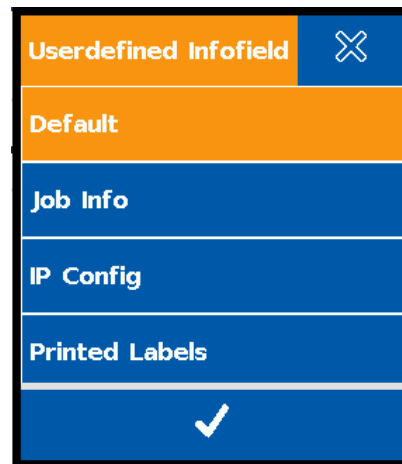 Userdefined Infofield
Default
Job Info
IP Config
Printed Labels